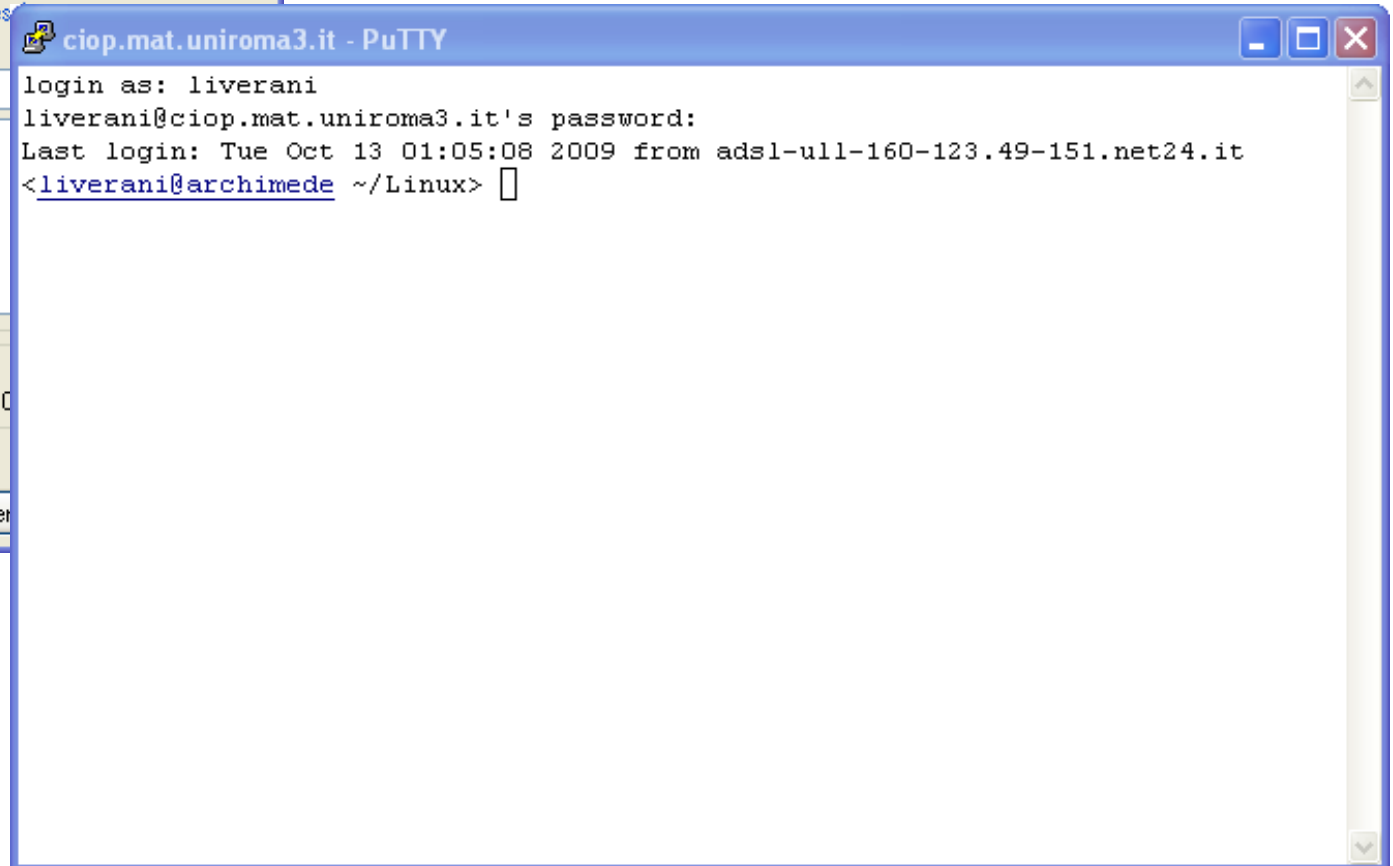 ciop.mat.uniroma3.it - PuTTY
login as: liverani
liverani@ciop.mat.uniroma3.it's password:
Last login: Tue Oct 13 01:05:08 2009 from adsl-ull-160-123.49-151.net24.it
<liverani@archimede ~/Linux>